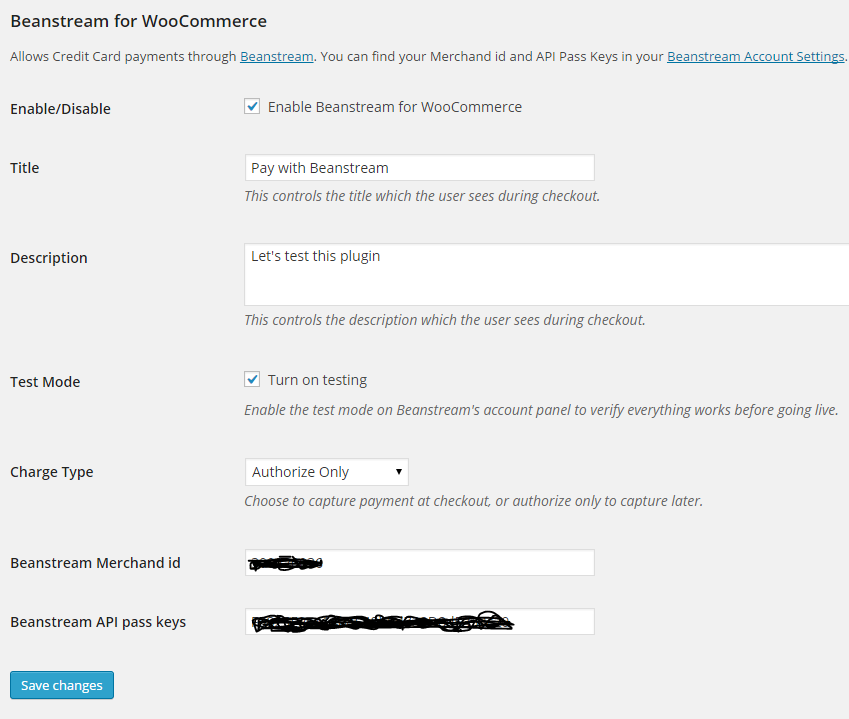 Beanstream for WooCommerce
Allows Credit Card payments through Beanstream. You can find your Merchant id and API Pass Keys in your Beanstream Account Settings.
Enable/Disable
Enable Beanstream for WooCommerce
Title
Pay with Beanstream
This controls the title which the user sees during checkout.
Description
Let's test this plugin
This controls the description which the user sees during checkout.
Test Mode
Turn on testing
Enable the test mode on Beanstream's account panel to verify everything works before going live.
Charge Type
Authorize Only
Choose to capture payment at checkout, or authorize only to capture later.
Beanstream Merchand id
Beanstream API pass keys
Save changes